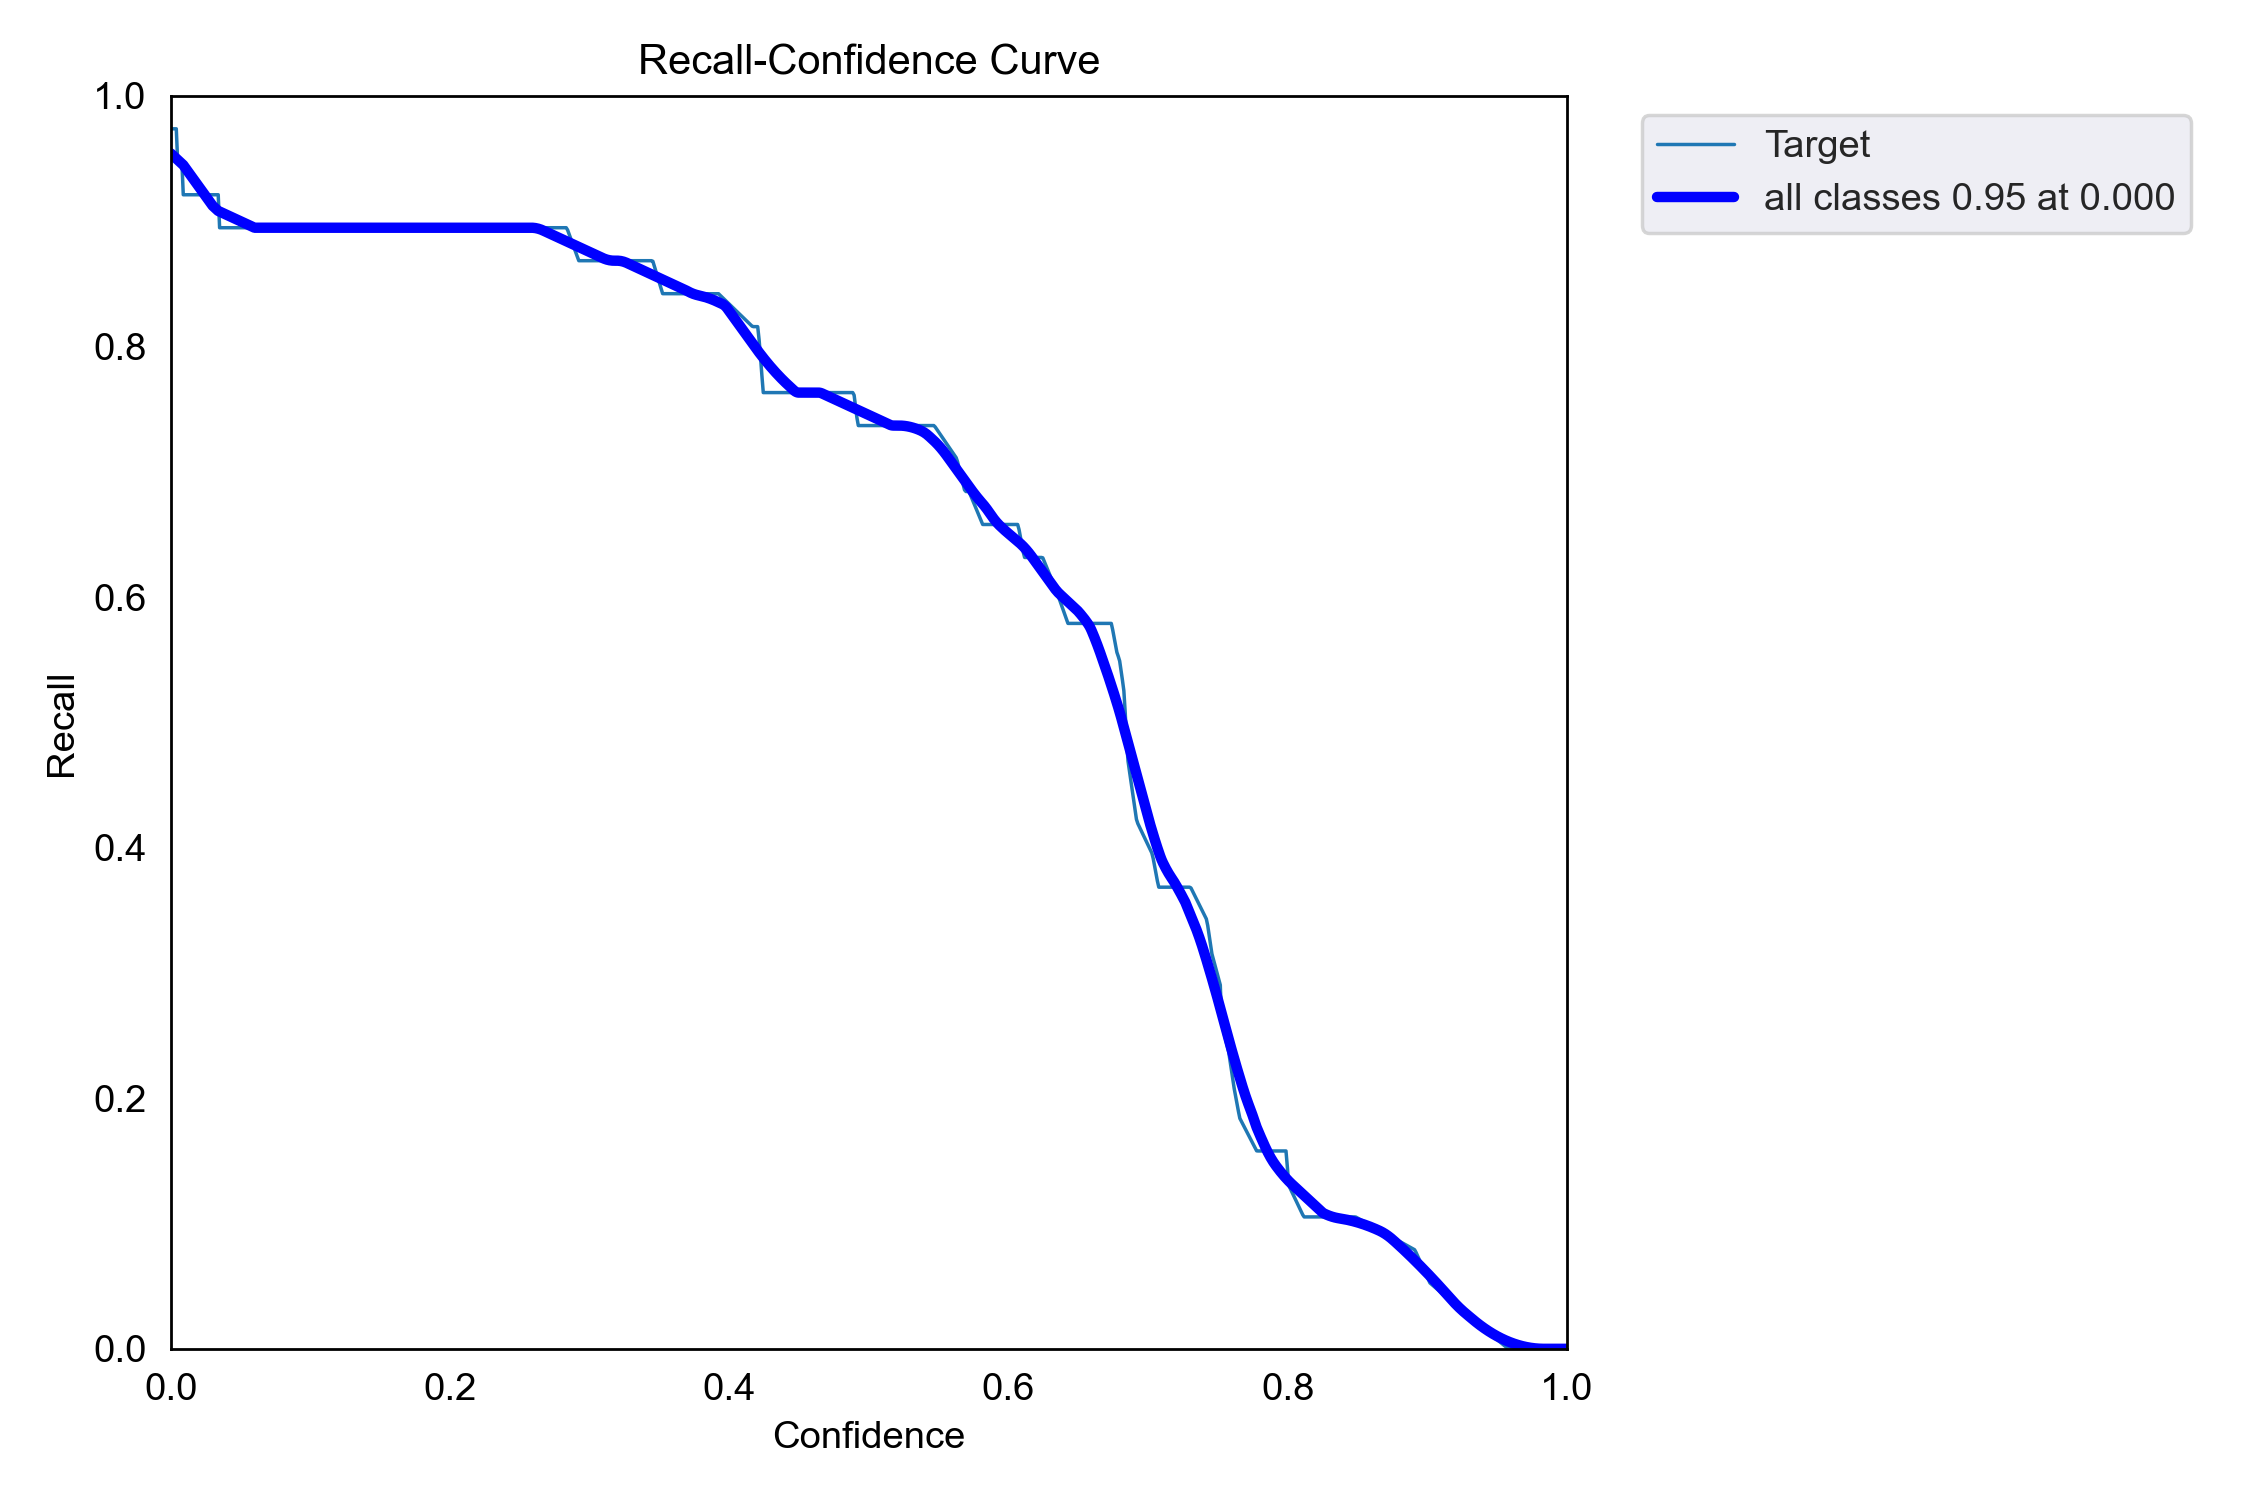 Recall-Confidence Curve
1.0
0.8
0.6
0.4
0.2
0.0
Recall
0.0 0.2 0.4 0.6 0.8 1.0
Confidence
Target
all classes 0.95 at 0.000